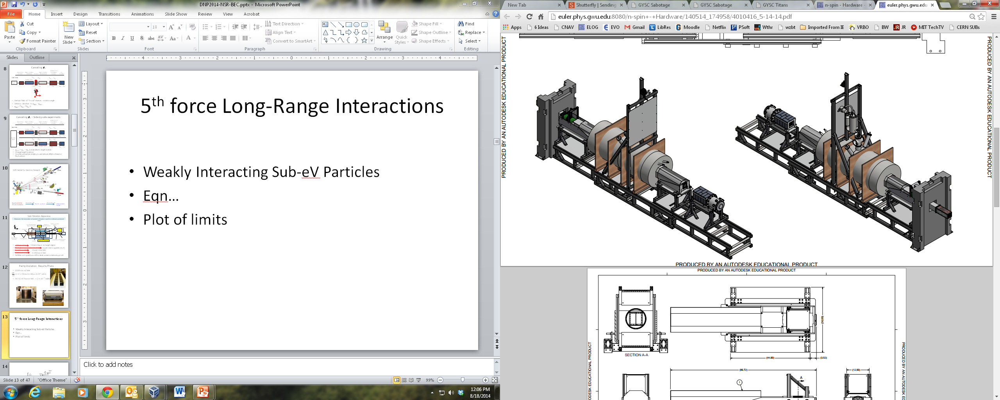 DNP2014-NSR-BEC.pptx - Microsoft PowerPoint
File Home Insert Design Transitions Animations Slide Show Review View Acrobat
Paste
Cut
Copy
Format Painter
Clipboard
New Slide
Layout
Reset
Section
Slides
18
B I U S abc AV Aa A
Font
Text Direction
Align Text
Convert to SmartArt
Paragraph
Arrange
Quick Styles
Shape Fill
Shape Outline
Shape Effects
Drawing
Find
Replace
Select
Editing
Slides Outline
8
Canceling
9
Canceling – Side-by-side experiments
10
NIST Center for Neutron Research
11
Spin Rotation Apparatus
12
Parity-Violation Results/Plans
13
5th force Long-Range Interactions
• Weakly Interacting Sub-eV Particles
• Eqn...
• Plot of limits
14
5th force Long-Range Interactions
• Weakly Interacting Sub-eV Particles
• Eqn…
• Plot of limits
Click to add notes
Slide 13 of 47 "Office Theme" 99%
12:06 PM
8/18/2014
New Tab
Shutterfly | Sending
GYSC Sabotage
GYSC Sabotage
GYSC Titans
n-spin - Hardware -
euler.phys.gwu.edu
euler.phys.gwu.edu:8080/n-spin+-+Hardware/140514_174958/4010416_5-14-14.pdf
Apps 6 Ideas CNAV ELOG EVO Gmail LibRes Moodle Netflix PSoft Wthr wzbt Imported From IE VRBO BW JR MIT TechTV CERN SUBs
PRODUCED BY AN AUTODESK EDUCATIONAL PRODUCT
PRODUCED BY AN AUTODESK EDUCATIONAL PRODUCT
PRODUCED BY AN AUTODESK EDUCATIONAL PRODUCT
PRODUCED BY AN AUTODESK EDUCATIONAL PRODUCT
SECTION A-A
(36.00)
(44.00)
(3.52)
(80.72)
(12.50)
A
1
ODESK EDUCATIONAL PRODUCT
PRODUCED BY AN AUTODESK